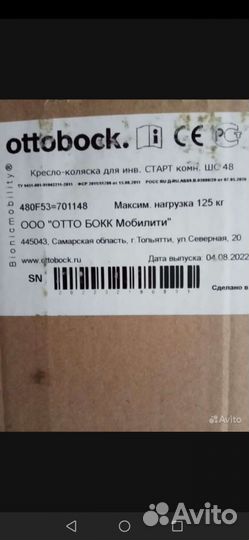 ottobock.
Bionicmobility®
Кресло-коляска для инв. СТАРТ комн. ШС 48
480F53=701148 Максим. нагрузка 125 кг
ООО "ОТТО БОКК Мобилити"
445043, Самарская область, г. Тольятти, ул Северная, 20
www.ottobock.ru Дата выпуска: 04.08.2022
SN
Сделано в
Avito
Avito